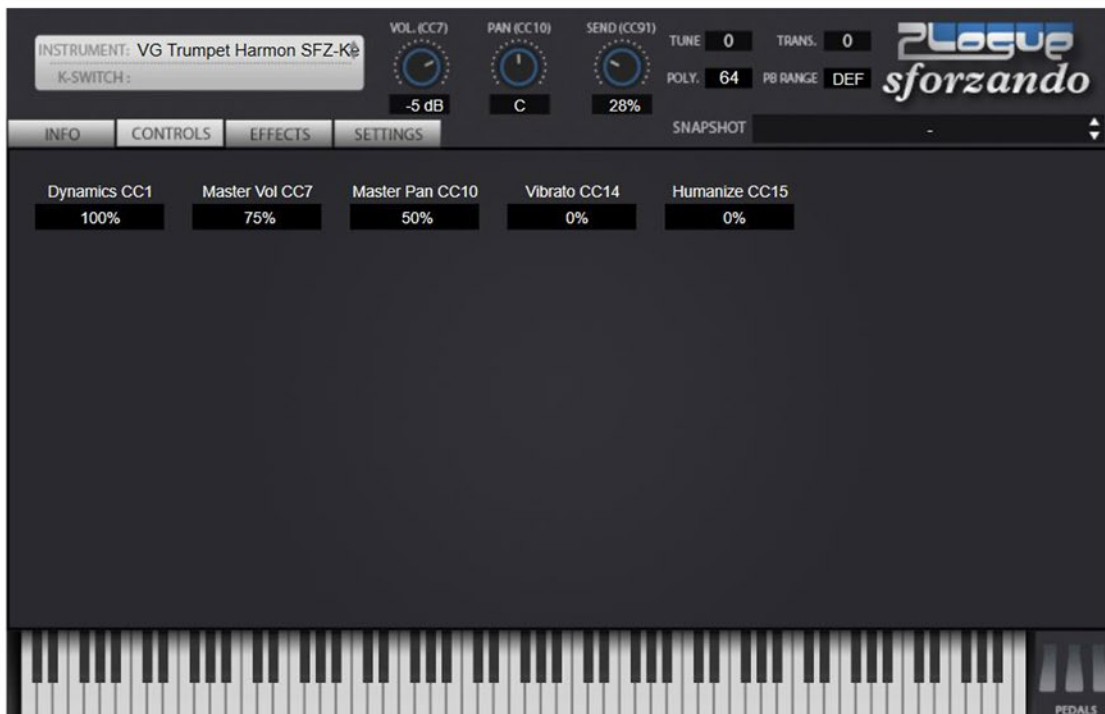 INSTRUMENT: VG Trumpet Harmon SFZ-Ke
K-SWITCH :
VOL. (CC7)
-5 dB
PAN (CC10)
C
SEND (CC91)
28%
TUNE 0 TRANS. 0
POLY. 64 PB RANGE DEF
Plogue
sforzando
INFO CONTROLS EFFECTS SETTINGS
SNAPSHOT -
Dynamics CC1 Master Vol CC7 Master Pan CC10 Vibrato CC14 Humanize CC15
100% 75% 50% 0% 0%
PEDALS